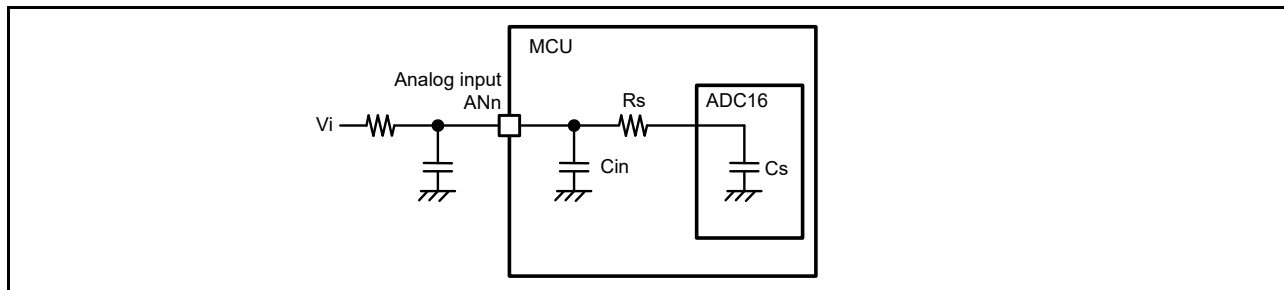 MCU
Analog input
ANn
Rs
ADC16
Vi
Cin
Cs